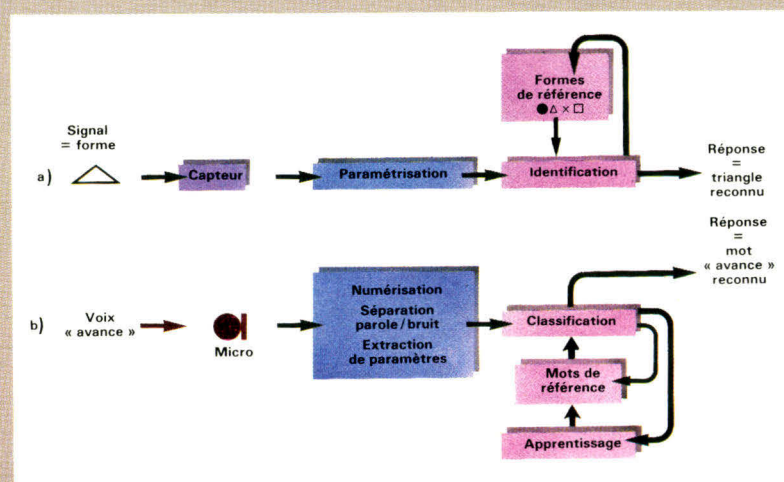 Formes
de référence
Signal
= forme
a)
Capteur
Paramétrisation
Identification
Réponse
=
triangle
reconnu
Réponse
=
mot
« avance »
reconnu
b)
Voix
« avance »
Micro
Numérisation
Séparation
parole/bruit
Extraction
de paramètres
Classification
Mots de
référence
Apprentissage